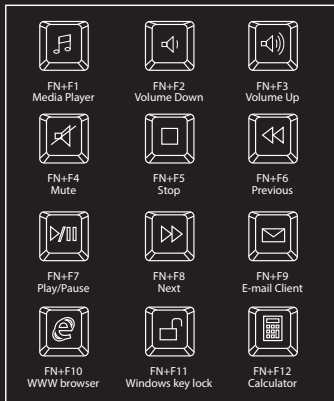 FN+F1 FN+F2 FN+F3
Media Player Volume Down Volume Up
FN+F4 FN+F5 FN+F6
Mute Stop Previous
FN+F7 FN+F8 FN+F9
Play/Pause Next E-mail Client
FN+F10 FN+F11 FN+F12
WWW browser Windows key lock Calculator